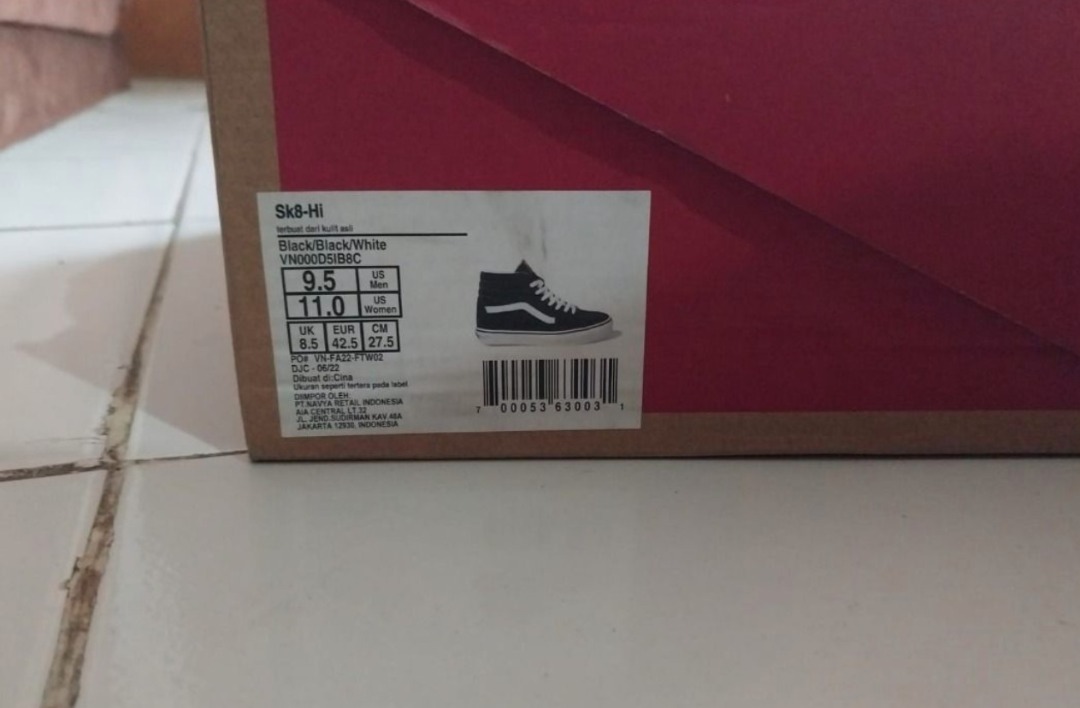 Sk8-Hi
terbuat dari kulit asli
Black/Black/White
VN000D5IB8C
9.5 US Men
11.0 US Women
UK EUR CM
8.5 42.5 27.5
PO# VN-FA22-FTW02
DJC - 06/22
Dibuat di:Cina
Ukuran seperti tertera pada label
DIIMPOR OLEH
PT.NAVYA RETAIL INDONESIA
AIA CENTRAL LT.32
JL. JEND.SUDIRMAN KAV.48A
JAKARTA 12930, INDONESIA
7 00053 63003 1